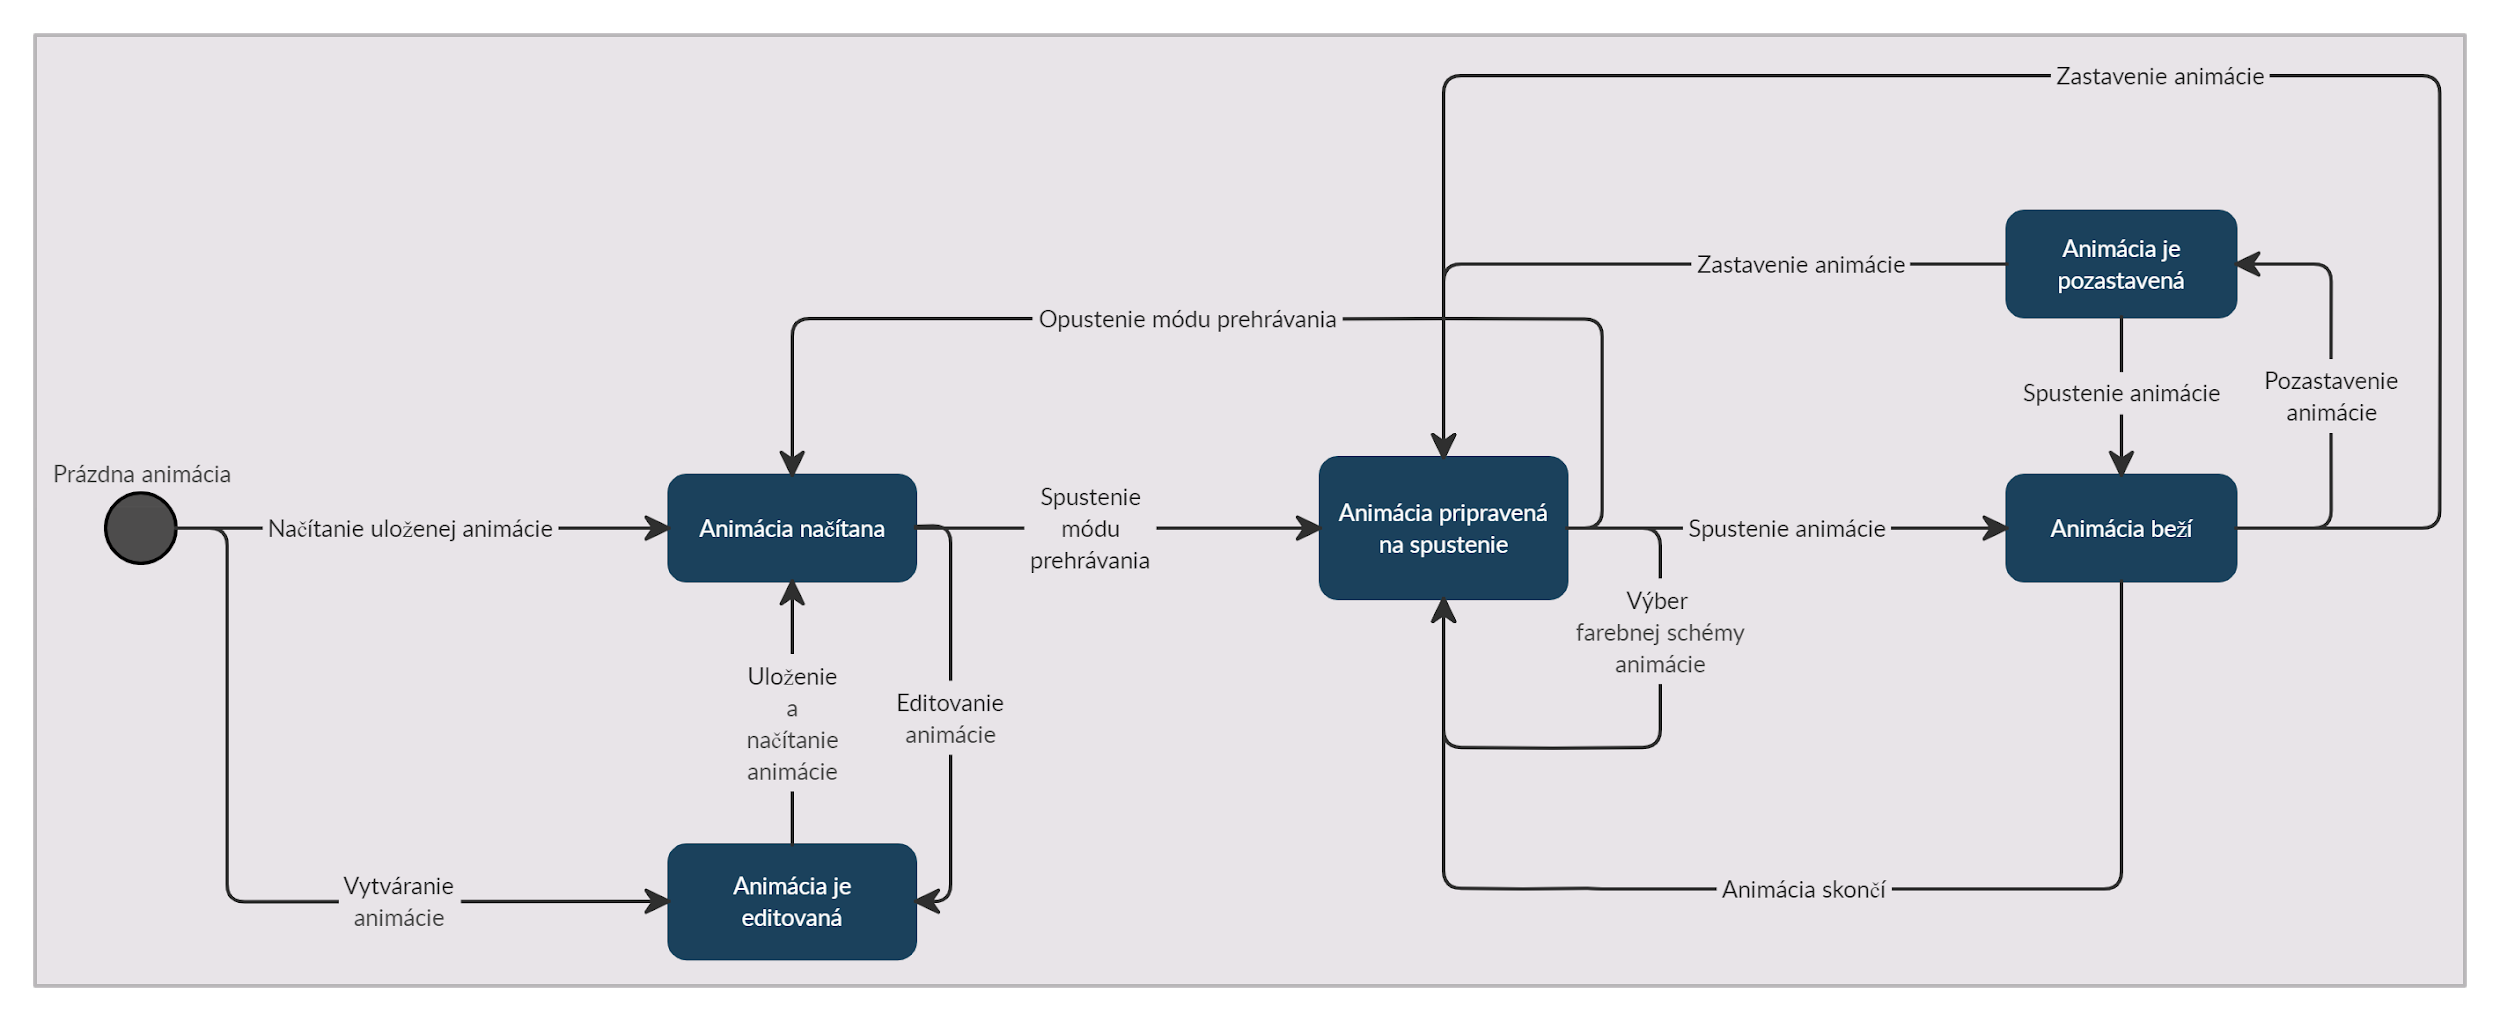 Zastavenie animácie
Animácia je
pozastavená
Zastavenie animácie
Opustenie módu prehrávania
Spustenie animácie
Pozastavenie
animácie
Prázdna animácia
Načítanie uloženej animácie
Animácia načítana
Spustenie
módu
prehrávania
Animácia pripravená
na spustenie
Spustenie animácie
Animácia beží
Výber
farebnej schémy
animácie
Uloženie
a
načítanie
animácie
Editovanie
animácie
Vytváranie
animácie
Animácia je
editovaná
Animácia skončí